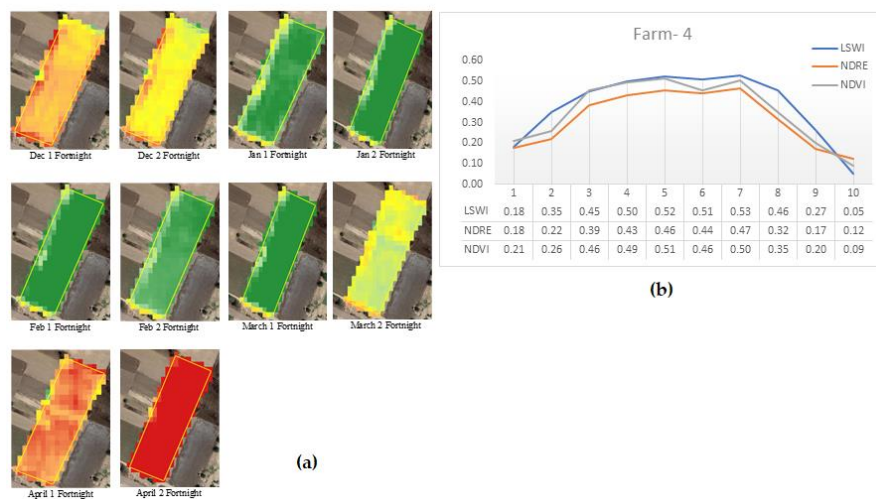 Dec 1 Fortnight
Dec 2 Fortnight
Jan 1 Fortnight
Jan 2 Fortnight
Feb 1 Fortnight
Feb 2 Fortnight
March 1 Fortnight
March 2 Fortnight
April 1 Fortnight
April 2 Fortnight
(a)
Farm- 4
LSWI
NDRE
NDVI
0.60
0.50
0.40
0.30
0.20
0.10
0.00
1 2 3 4 5 6 7 8 9 10
LSWI 0.18 0.35 0.45 0.50 0.52 0.51 0.53 0.46 0.27 0.05
NDRE 0.18 0.22 0.39 0.43 0.46 0.44 0.47 0.32 0.17 0.12
NDVI 0.21 0.26 0.46 0.49 0.51 0.46 0.50 0.35 0.20 0.09
(b)